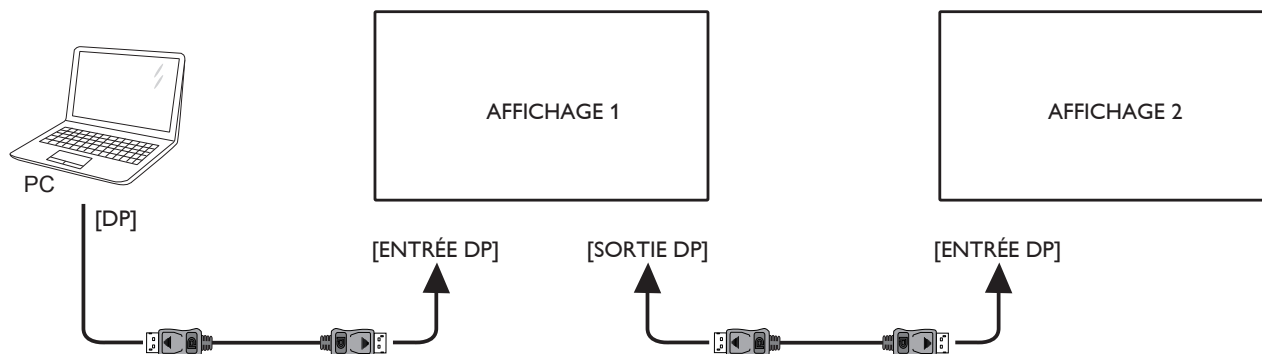 AFFICHAGE 1
AFFICHAGE 2
PC
[DP]
[ENTRÉE DP]
[SORTIE DP]
[ENTRÉE DP]